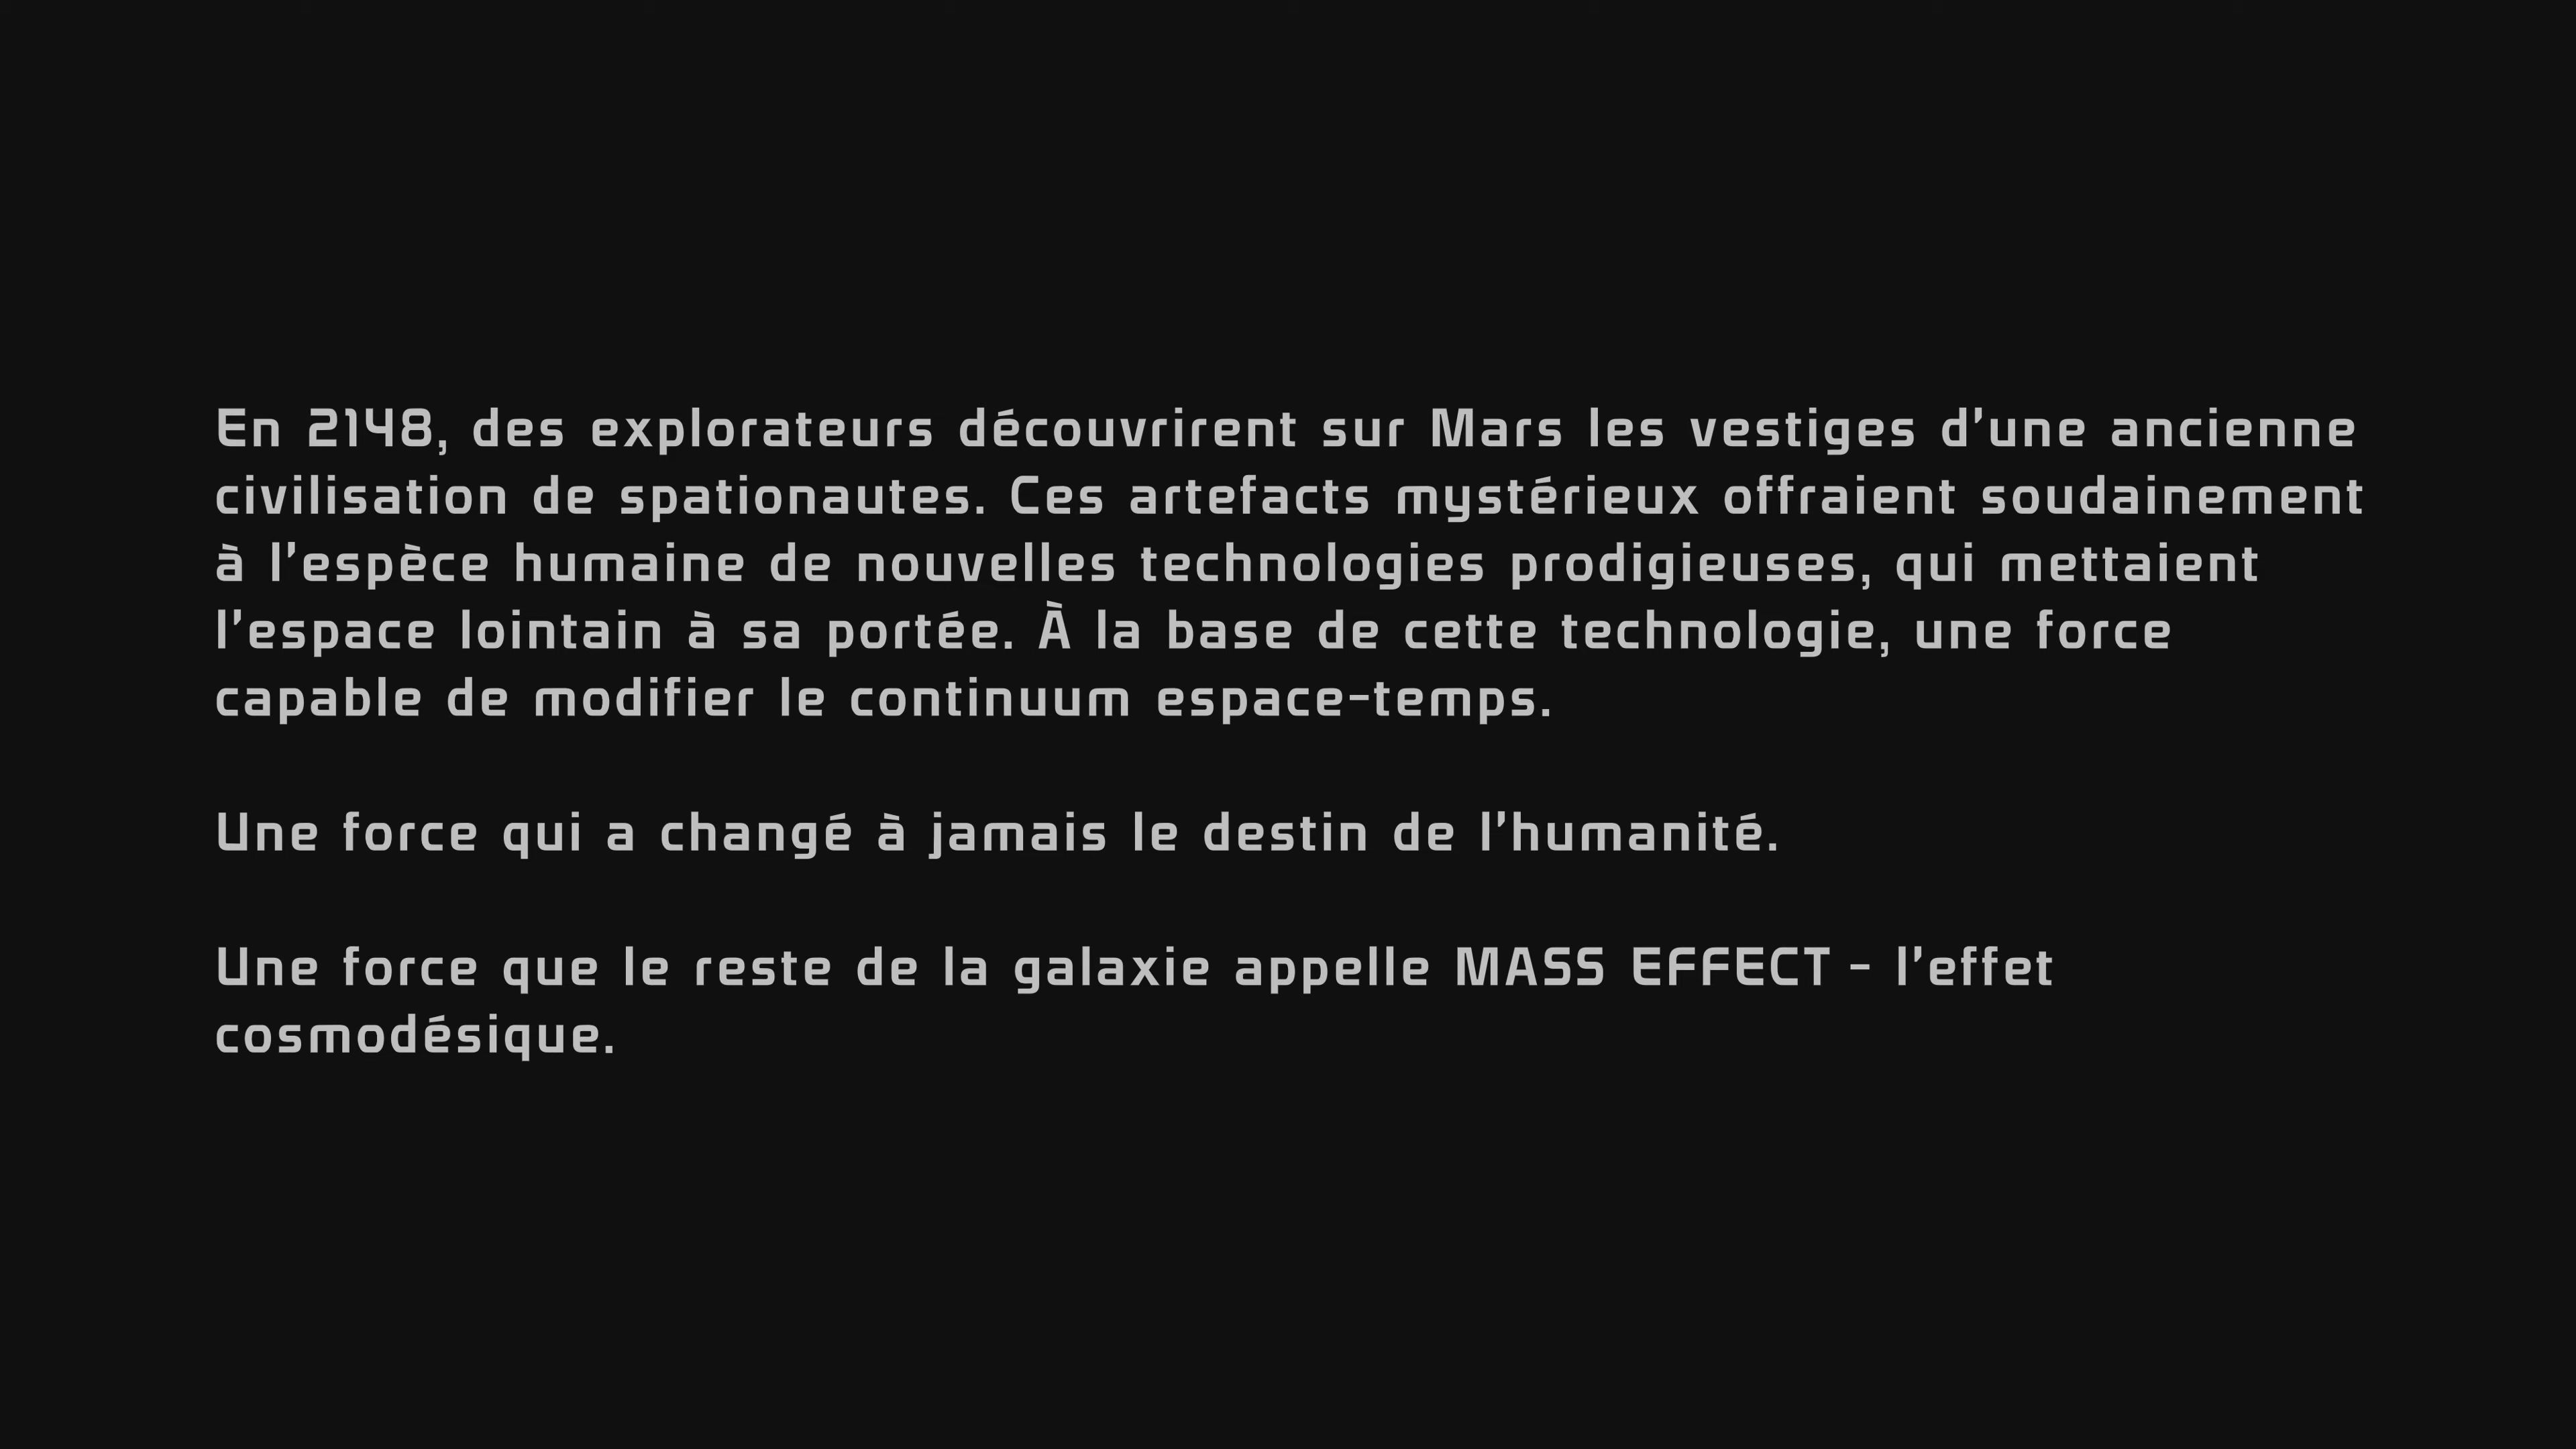 En 2148, des explorateurs découvrirent sur Mars les vestiges d'une ancienne
civilisation de spationautes. Ces artefacts mystérieux offraient soudainement
à l'espèce humaine de nouvelles technologies prodigieuses, qui mettaient
l'espace lointain à sa portée. À la base de cette technologie, une force
capable de modifier le continuum espace-temps.
Une force qui a changé à jamais le destin de l'humanité.
Une force que le reste de la galaxie appelle MASS EFFECT - l'effet
cosmodésique.